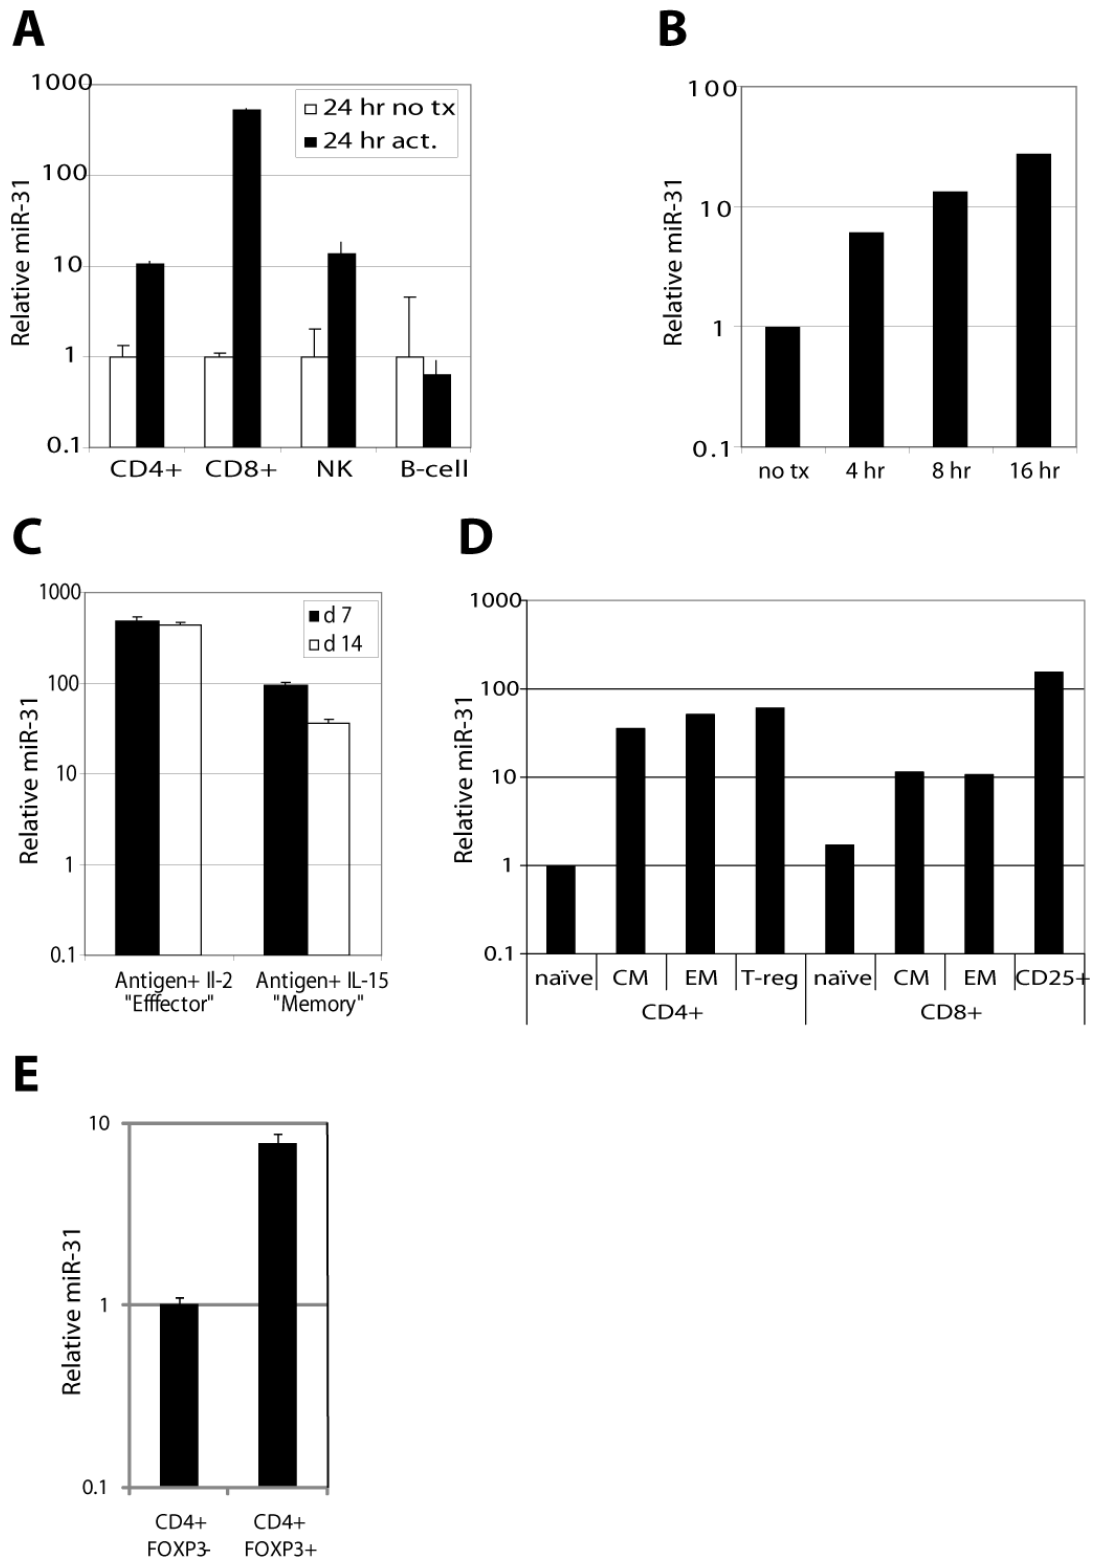 A
Relative miR-31
1000
100
10
1
0.1
24 hr no tx
24 hr act.
CD4+ CD8+ NK B-cell
B
Relative miR-31
100
10
1
0.1
no tx 4 hr 8 hr 16 hr
C
Relative miR-31
1000
100
10
1
0.1
d 7
d 14
Antigen+ Il-2 Antigen+ IL-15
"Efffector" "Memory"
D
Relative miR-31
1000
100
10
1
0.1
naïve CM EM T-reg naïve CM EM CD25+
CD4+ CD8+
E
Relative miR-31
10
1
0.1
CD4+ CD4+
FOXP3- FOXP3+